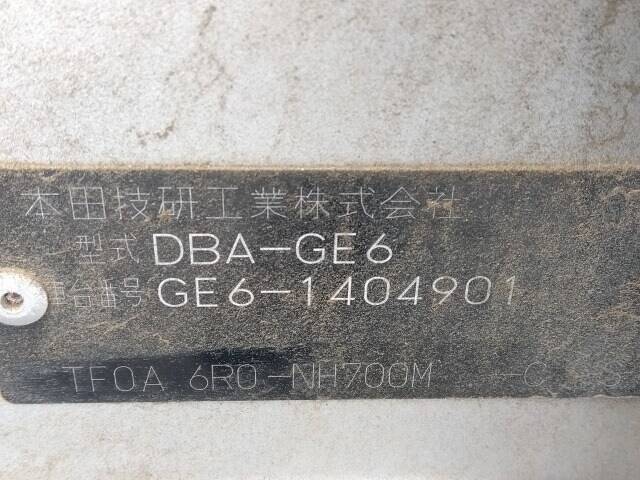 本田技研工業株式会社
型式 DBA-GE6
車台番号 GE6-1404901
TF0A 6R0-NH700M